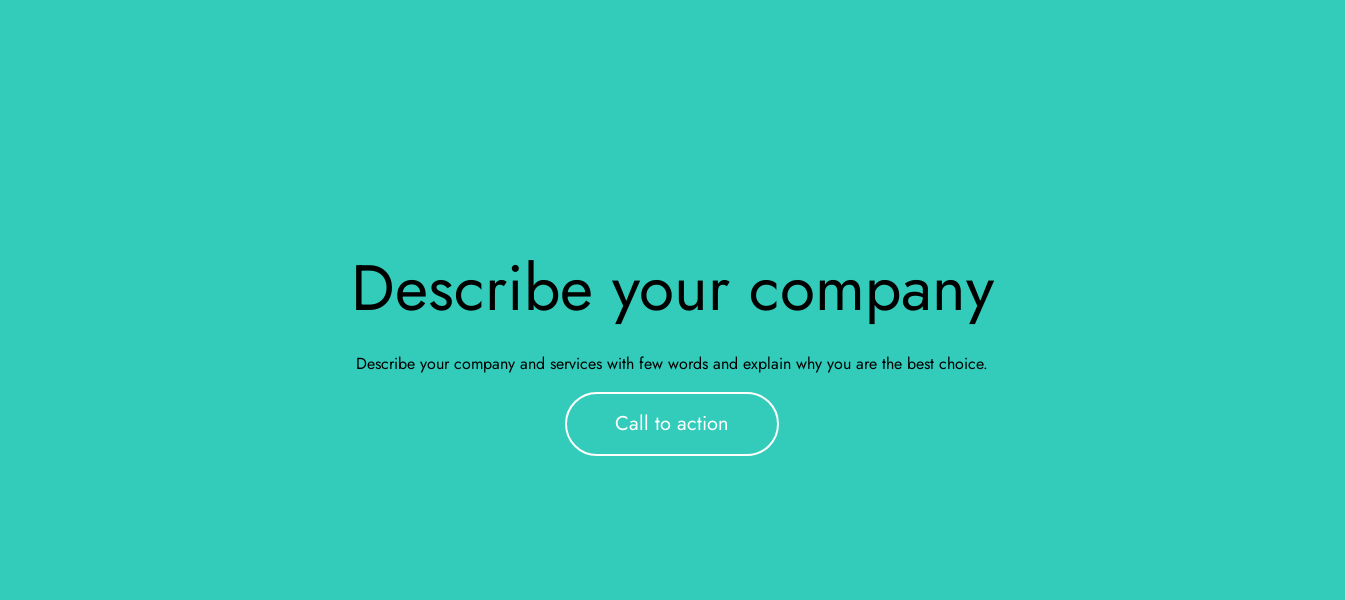 Describe your company
Describe your company and services with few words and explain why you are the best choice.
Call to action